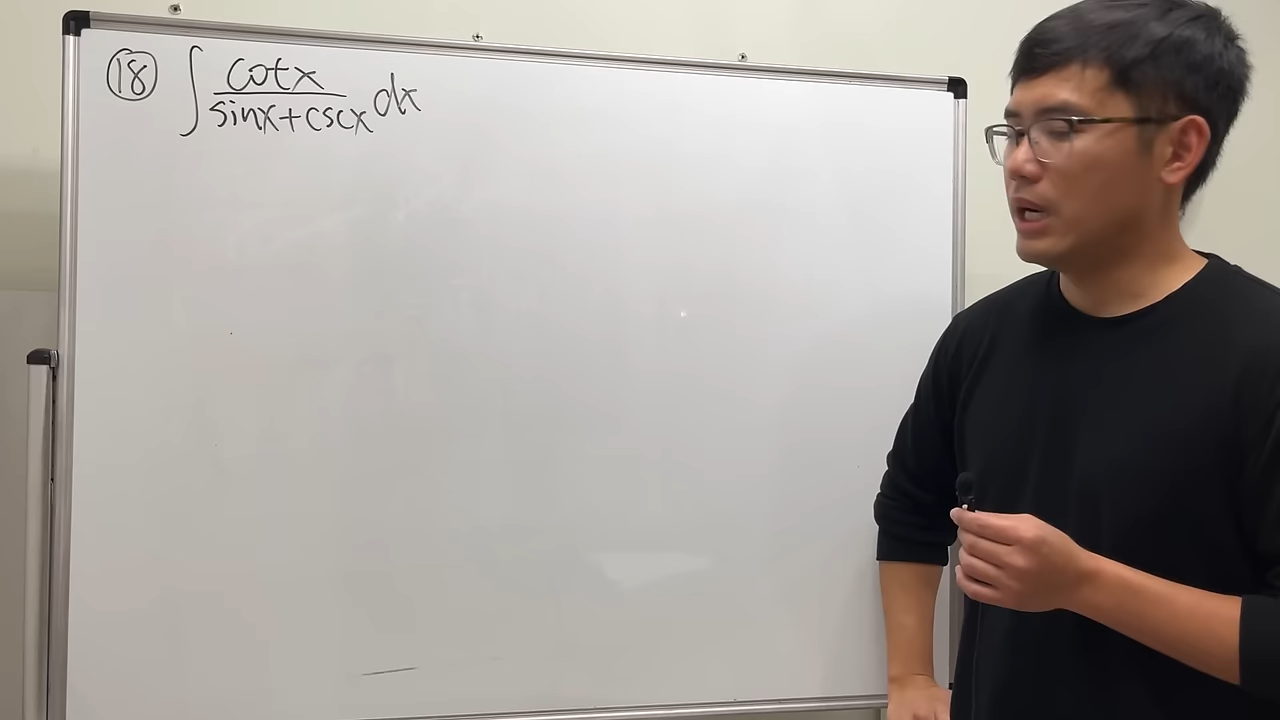 ⑱ ∫ cotx / sinx+cscx dx